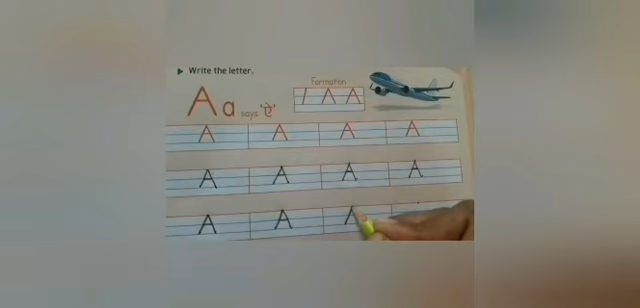 Write the letter.
Formation
A a says 'ऐ'
/ Λ A
A A A A
A A A A
A A A